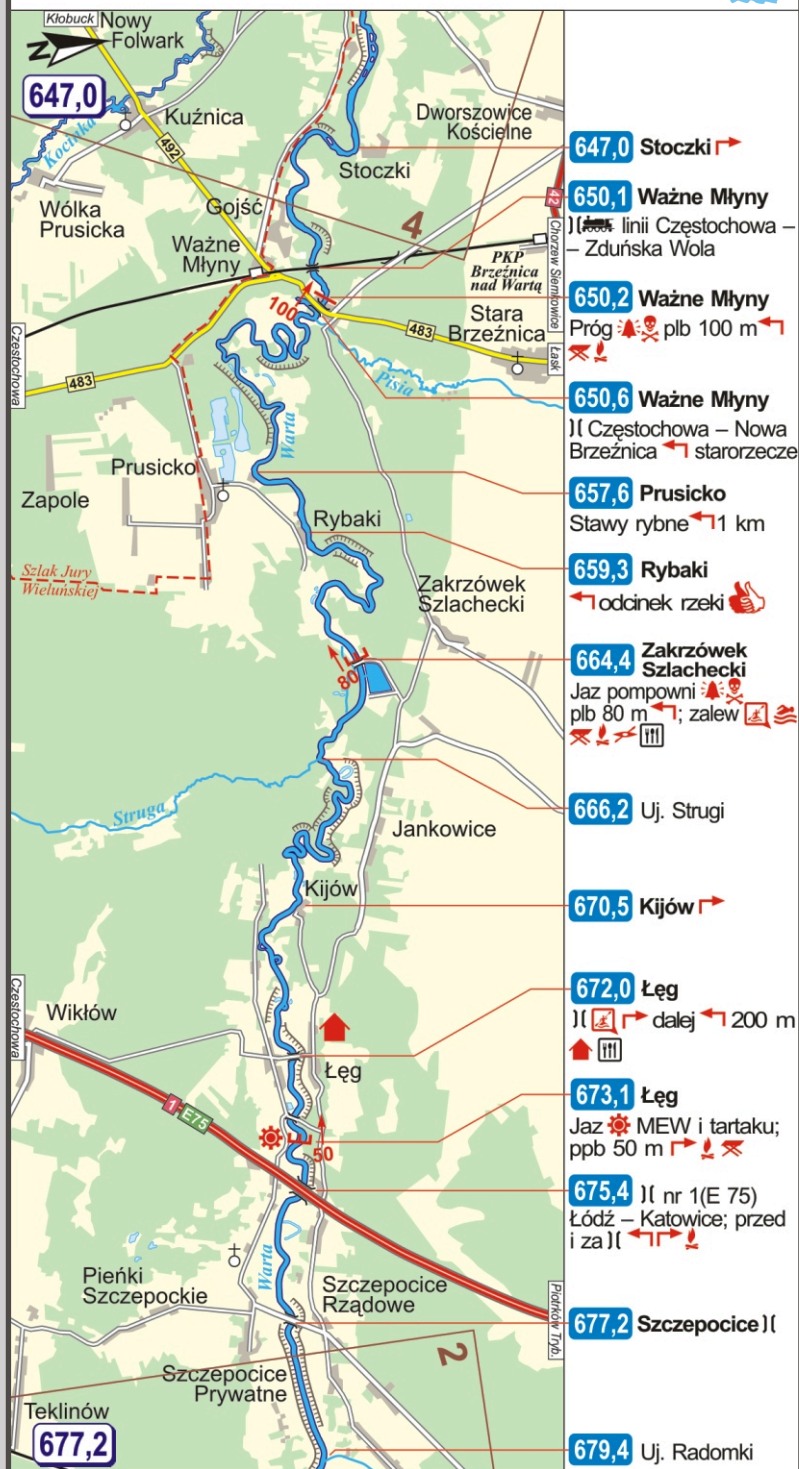 Kłobuck
Nowy
Folwark
N
647,0
Kuźnica
Kocinka
492
Dworszowice
Kościelne
Stoczki
Wólka
Prusicka
Gojść
4
42
Ważne
Młyny
PKP
Brzeźnica
nad Wartą
Chorzew Siemkowice
100
Stara
Brzeźnica
483
Łask
Częstochowa
483
Pisia
Warta
Prusicko
Zapole
Rybaki
Szlak Jury
Wieluńskiej
Zakrzówek
Szlachecki
80
Struga
Jankowice
Kijów
Częstochowa
Wikłów
Łęg
1
E75
50
Pieńki
Szczepockie
Warta
Szczepocice
Rządowe
Piotrków Tryb.
Szczepocice
Prywatne
2
Teklinów
677,2
647,0 Stoczki
650,1 Ważne Młyny
linii Częstochowa –
– Zduńska Wola
650,2 Ważne Młyny
Próg plb 100 m
650,6 Ważne Młyny
Częstochowa – Nowa
Brzeźnica starorzecze
657,6 Prusicko
Stawy rybne 1 km
659,3 Rybaki
odcinek rzeki
664,4 Zakrzówek
Szlachecki
Jaz pompowni
plb 80 m ; zalew
666,2 Uj. Strugi
670,5 Kijów
672,0 Łęg
dalej 200 m
673,1 Łęg
Jaz MEW i tartaku;
ppb 50 m
675,4 nr 1(E 75)
Łódź – Katowice; przed
i za
677,2 Szczepocice
679,4 Uj. Radomki